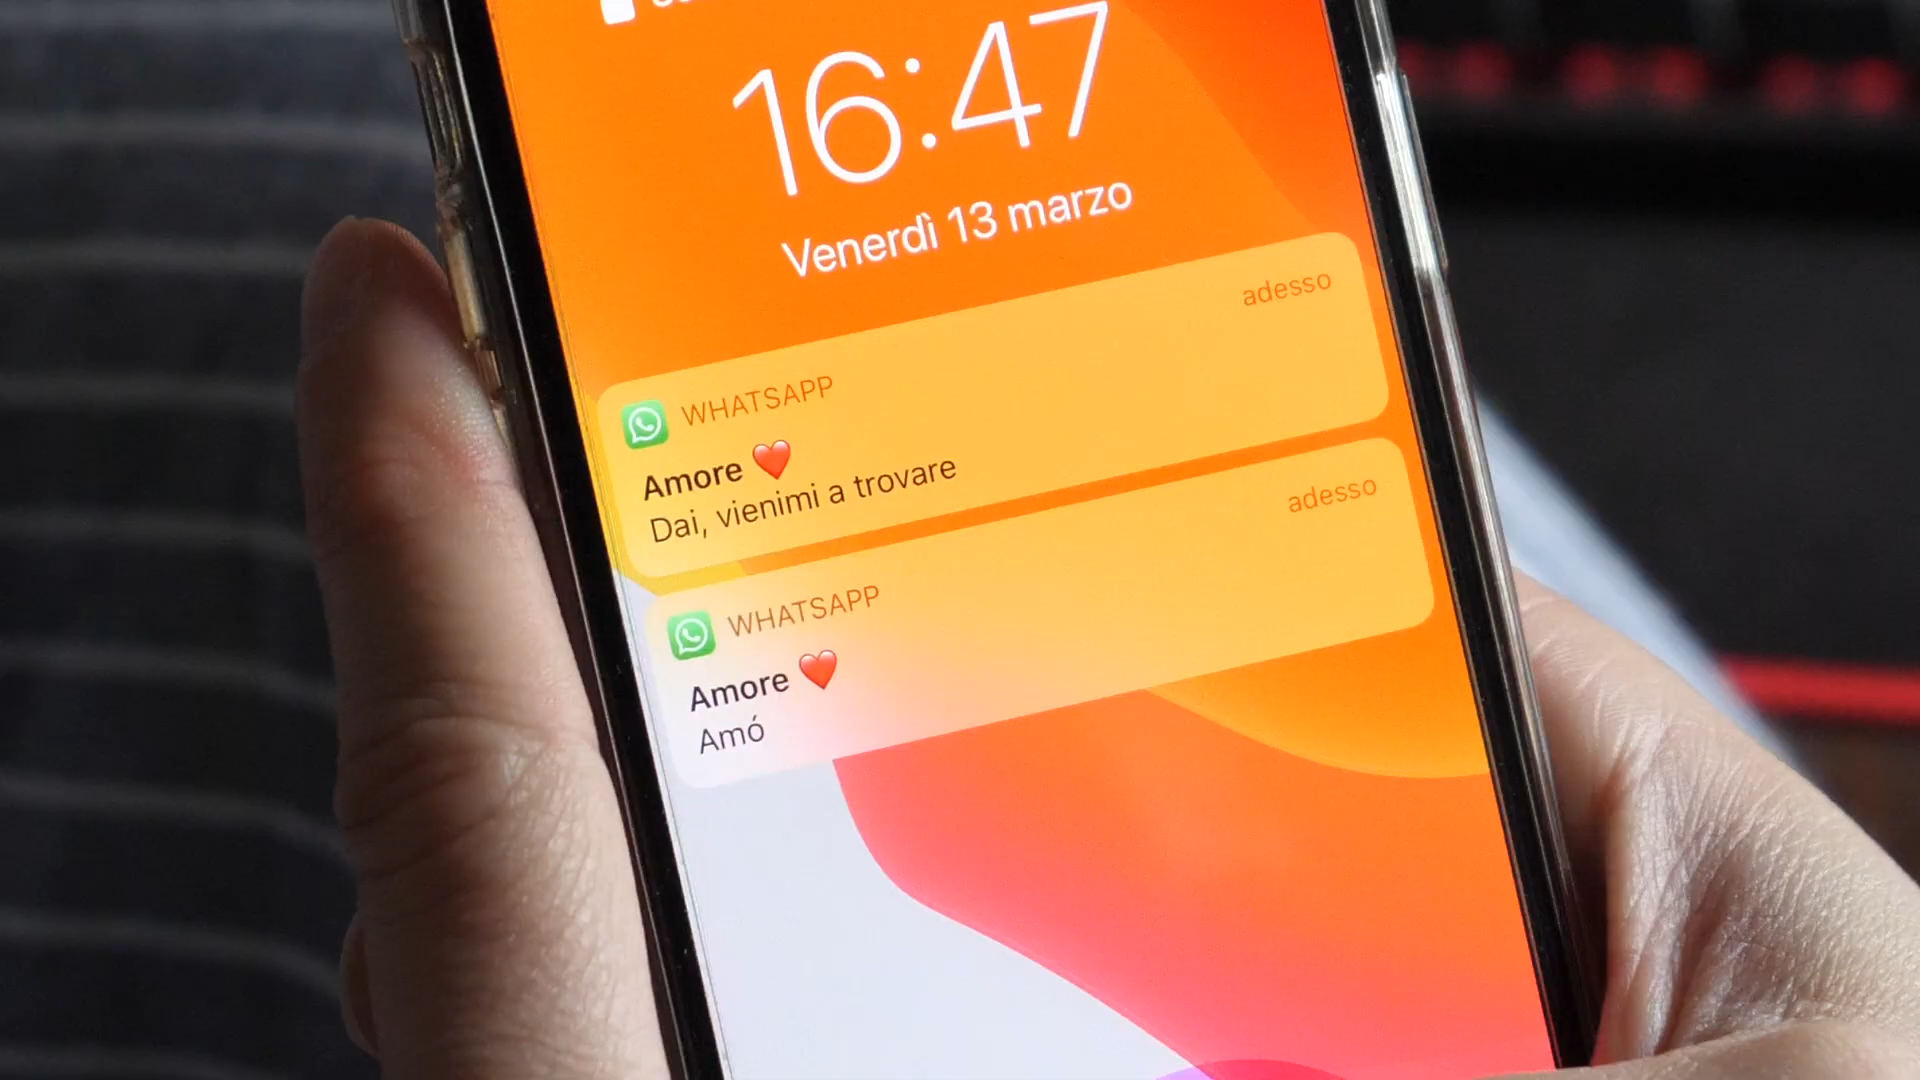 16:47
Venerdì 13 marzo
adesso
WHATSAPP
Amore ❤️
Dai, vienimi a trovare
adesso
WHATSAPP
Amore ❤️
Amó